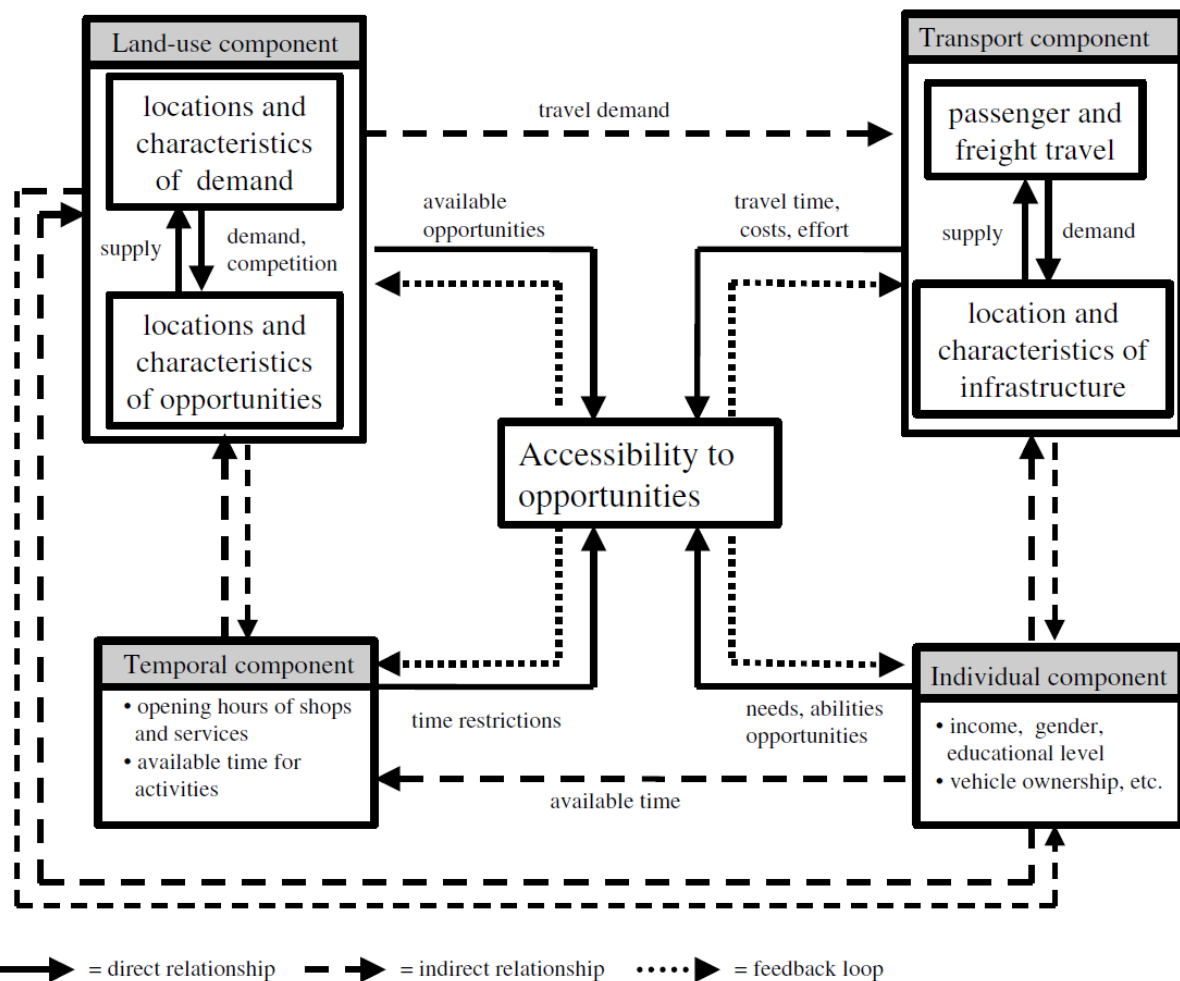 Land-use component
locations and
characteristics
of demand
supply
demand,
competition
locations and
characteristics
of opportunities
travel demand
available
opportunities
travel time,
costs, effort
Transport component
passenger and
freight travel
supply
demand
location and
characteristics of
infrastructure
Accessibility to
opportunities
Temporal component
• opening hours of shops
and services
• available time for
activities
time restrictions
needs, abilities
opportunities
available time
Individual component
• income, gender,
educational level
• vehicle ownership, etc.
= direct relationship
= indirect relationship
= feedback loop